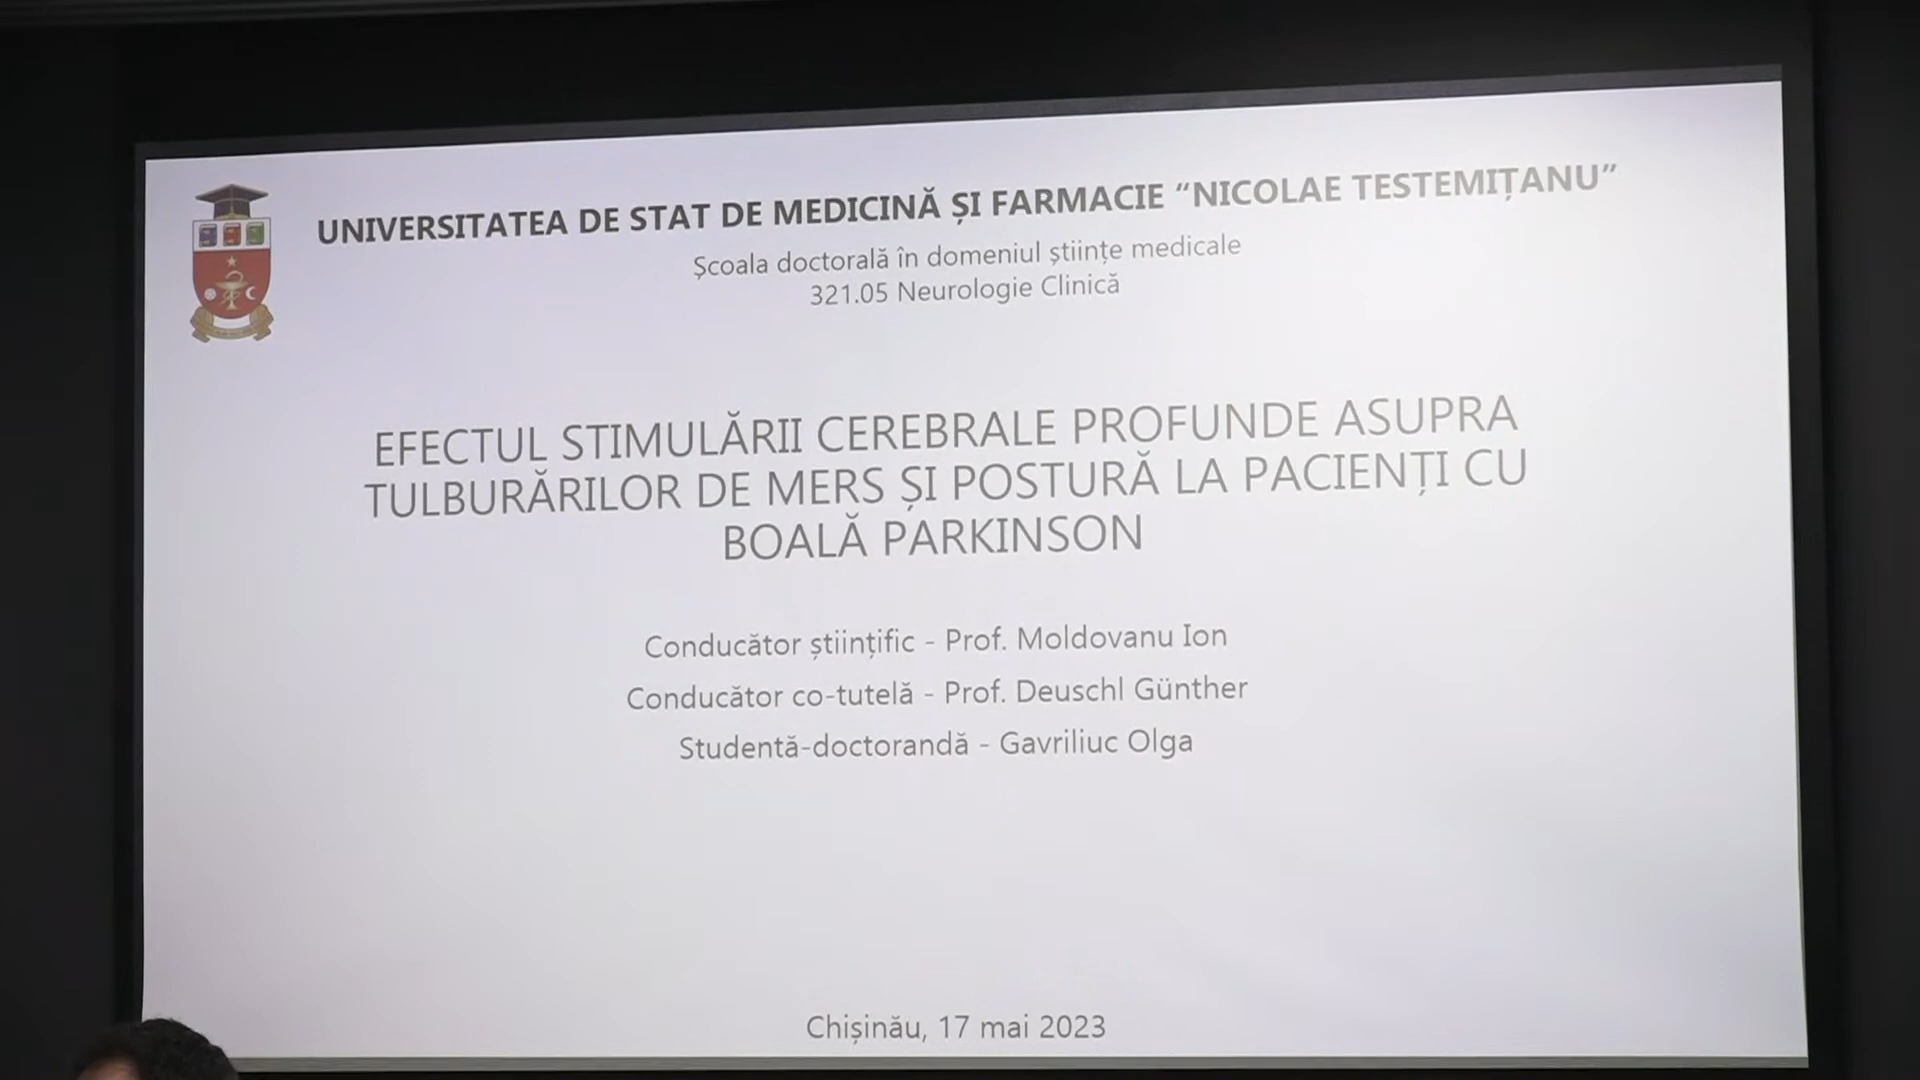 UNIVERSITATEA DE STAT DE MEDICINĂ ȘI FARMACIE “NICOLAE TESTEMIȚANU”
Școala doctorală în domeniul științe medicale
321.05 Neurologie Clinică
EFECTUL STIMULĂRII CEREBRALE PROFUNDE ASUPRA
TULBURĂRILOR DE MERS ȘI POSTURĂ LA PACIENȚI CU
BOALĂ PARKINSON
Conducător științific - Prof. Moldovanu Ion
Conducător co-tutelă - Prof. Deuschl Günther
Studentă-doctorandă - Gavriliuc Olga
Chișinău, 17 mai 2023